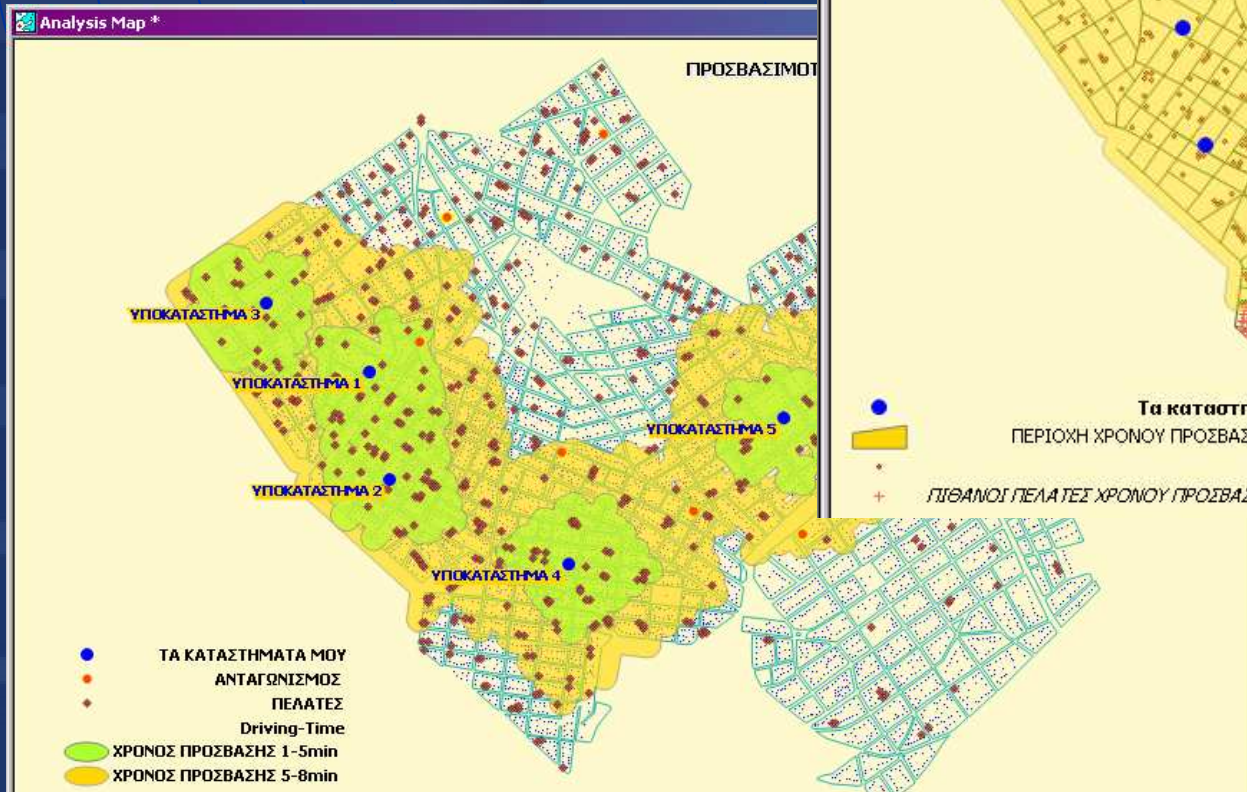 Analysis Map *
ΠΡΟΣΒΑΣΙΜΟΤ
ΥΠΟΚΑΤΑΣΤΗΜΑ 3
ΥΠΟΚΑΤΑΣΤΗΜΑ 1
ΥΠΟΚΑΤΑΣΤΗΜΑ 5
ΥΠΟΚΑΤΑΣΤΗΜΑ 2
ΥΠΟΚΑΤΑΣΤΗΜΑ 4
ΤΑ ΚΑΤΑΣΤΗΜΑΤΑ ΜΟΥ
ΑΝΤΑΓΩΝΙΣΜΟΣ
ΠΕΛΑΤΕΣ
Driving-Time
ΧΡΟΝΟΣ ΠΡΟΣΒΑΣΗΣ 1-5min
ΧΡΟΝΟΣ ΠΡΟΣΒΑΣΗΣ 5-8min
Τα καταστη
ΠΕΡΙΟΧΗ ΧΡΟΝΟΥ ΠΡΟΣΒΑΣ
ΠΙΘΑΝΟΙ ΠΕΛΑΤΕΣ ΧΡΟΝΟΥ ΠΡΟΣΒΑΣ